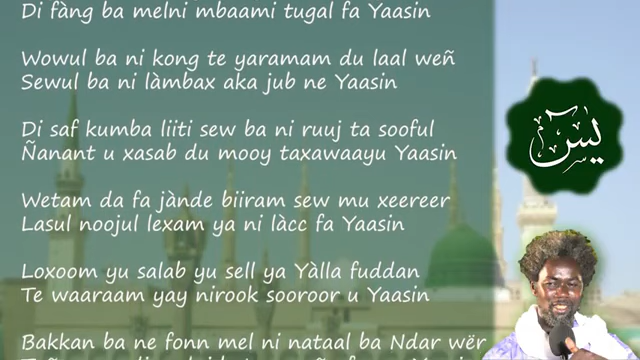 Di fàng ba melni mbaami tugal fa Yaasin
Wowul ba ni kong te yaramam du laal weñ
Sewul ba ni làmbax aka jub ne Yaasin
Di saf kumba liiti sew ba ni ruuj ta sooful
Ñanant u xasab du mooy taxawaayu Yaasin
Wetam da fa jànde biiram sew mu xeereer
Lasul noojul lexam ya ni làcc fa Yaasin
Loxoom yu salab yu sell ya Yàlla fuddan
Te waaraam yay nirook sooroor u Yaasin
Bakkan ba ne fonn mel ni nataal ba Ndar wër
يس